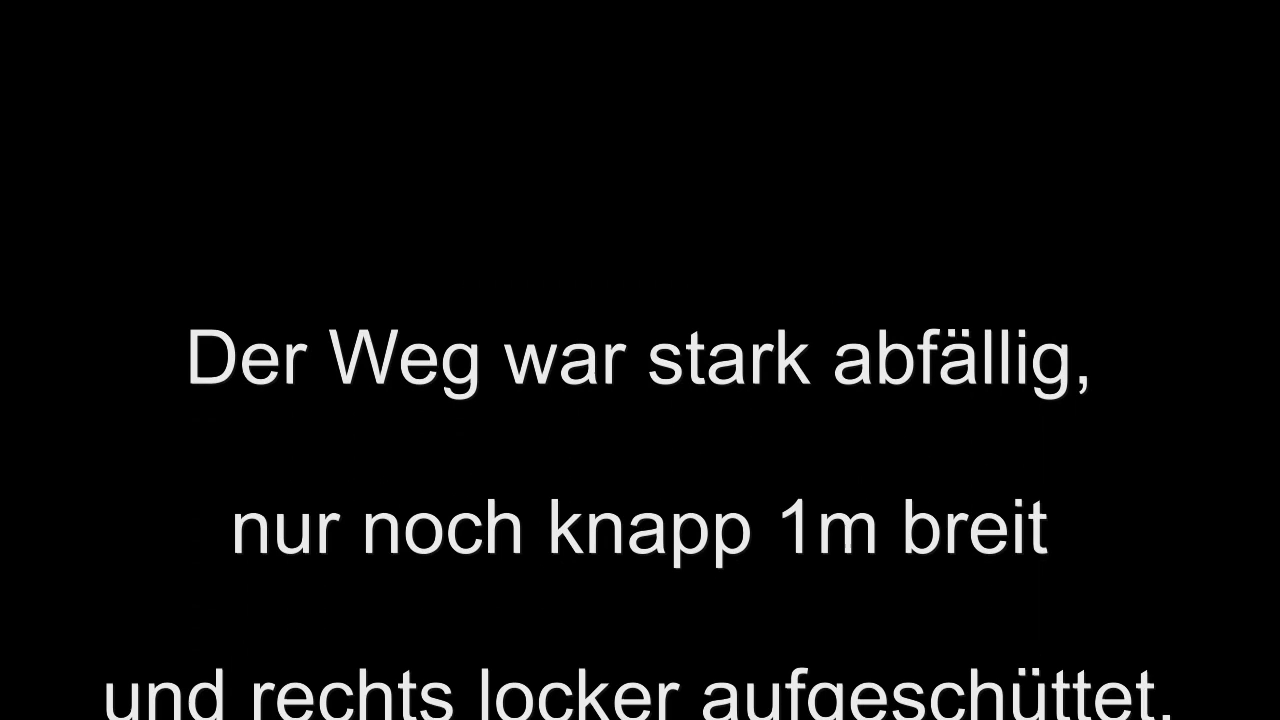 Der Weg war stark abfällig,
nur noch knapp 1m breit
und rechts locker aufgeschüttet.